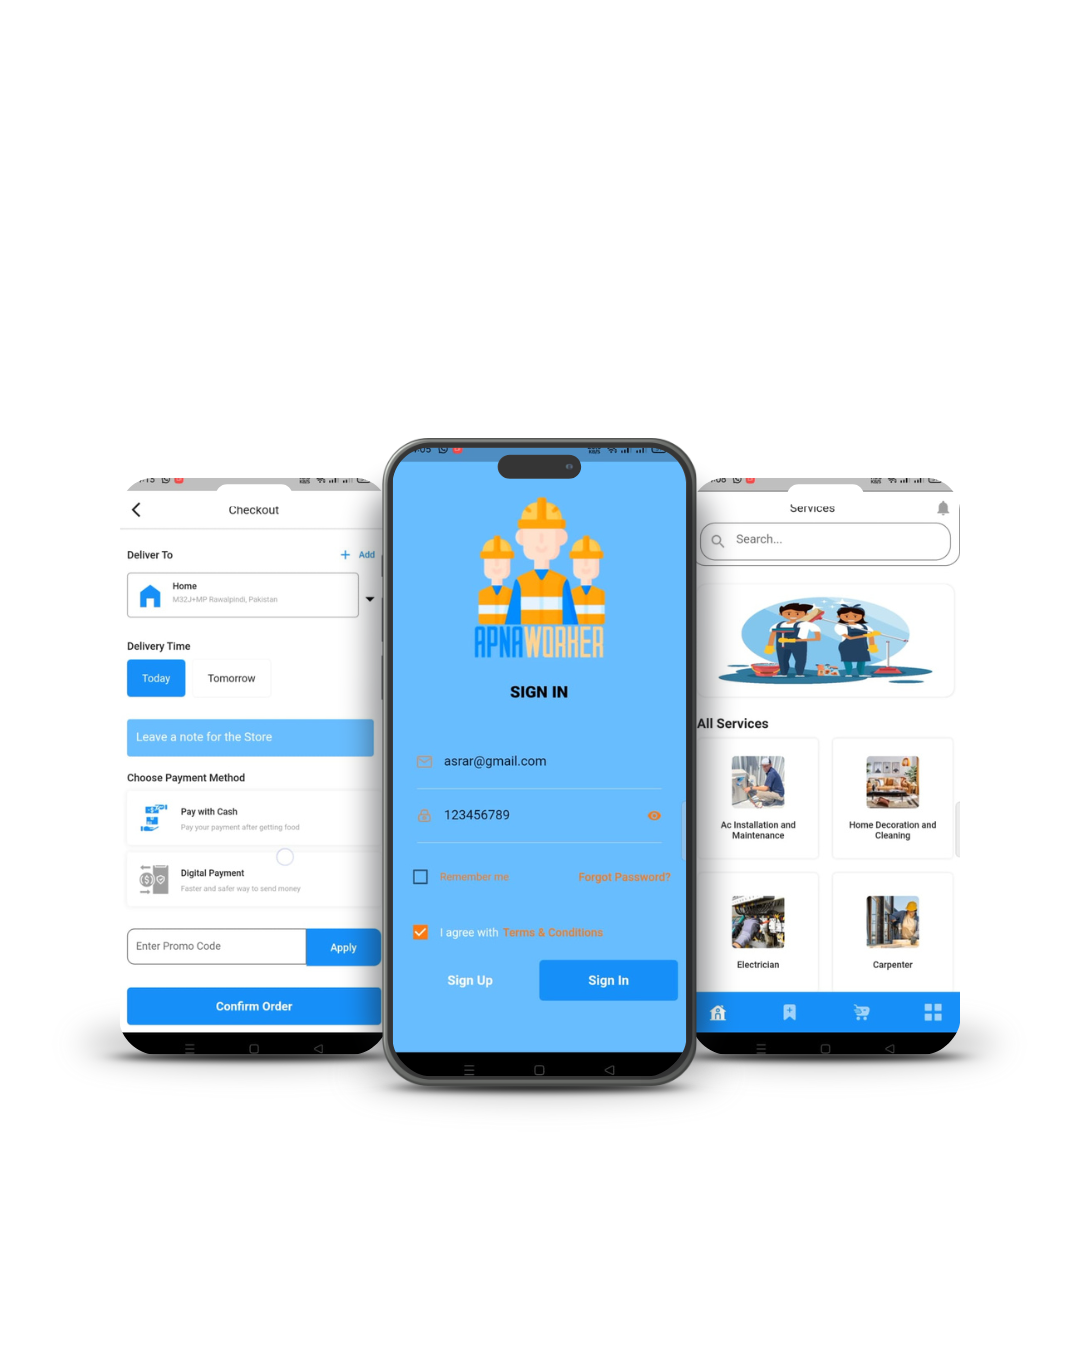 Checkout
Deliver To
+ Add
Home
M32J+MP Rawalpindi, Pakistan
Delivery Time
Today
Tomorrow
Leave a note for the Store
Choose Payment Method
Pay with Cash
Pay your payment after getting food
Digital Payment
Faster and safer way to send money
Enter Promo Code
Apply
Confirm Order
APNAWORKER
SIGN IN
asrar@gmail.com
123456789
Remember me
Forgot Password?
I agree with Terms & Conditions
Sign Up
Sign In
Services
Search...
All Services
Ac Installation and
Maintenance
Home Decoration and
Cleaning
Electrician
Carpenter